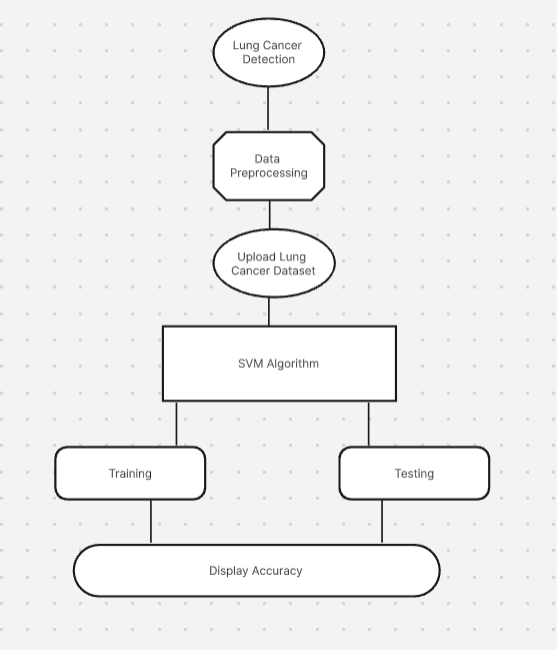 Lung Cancer
Detection
Data
Preprocessing
Upload Lung
Cancer Dataset
SVM Algorithm
Training
Testing
Display Accuracy